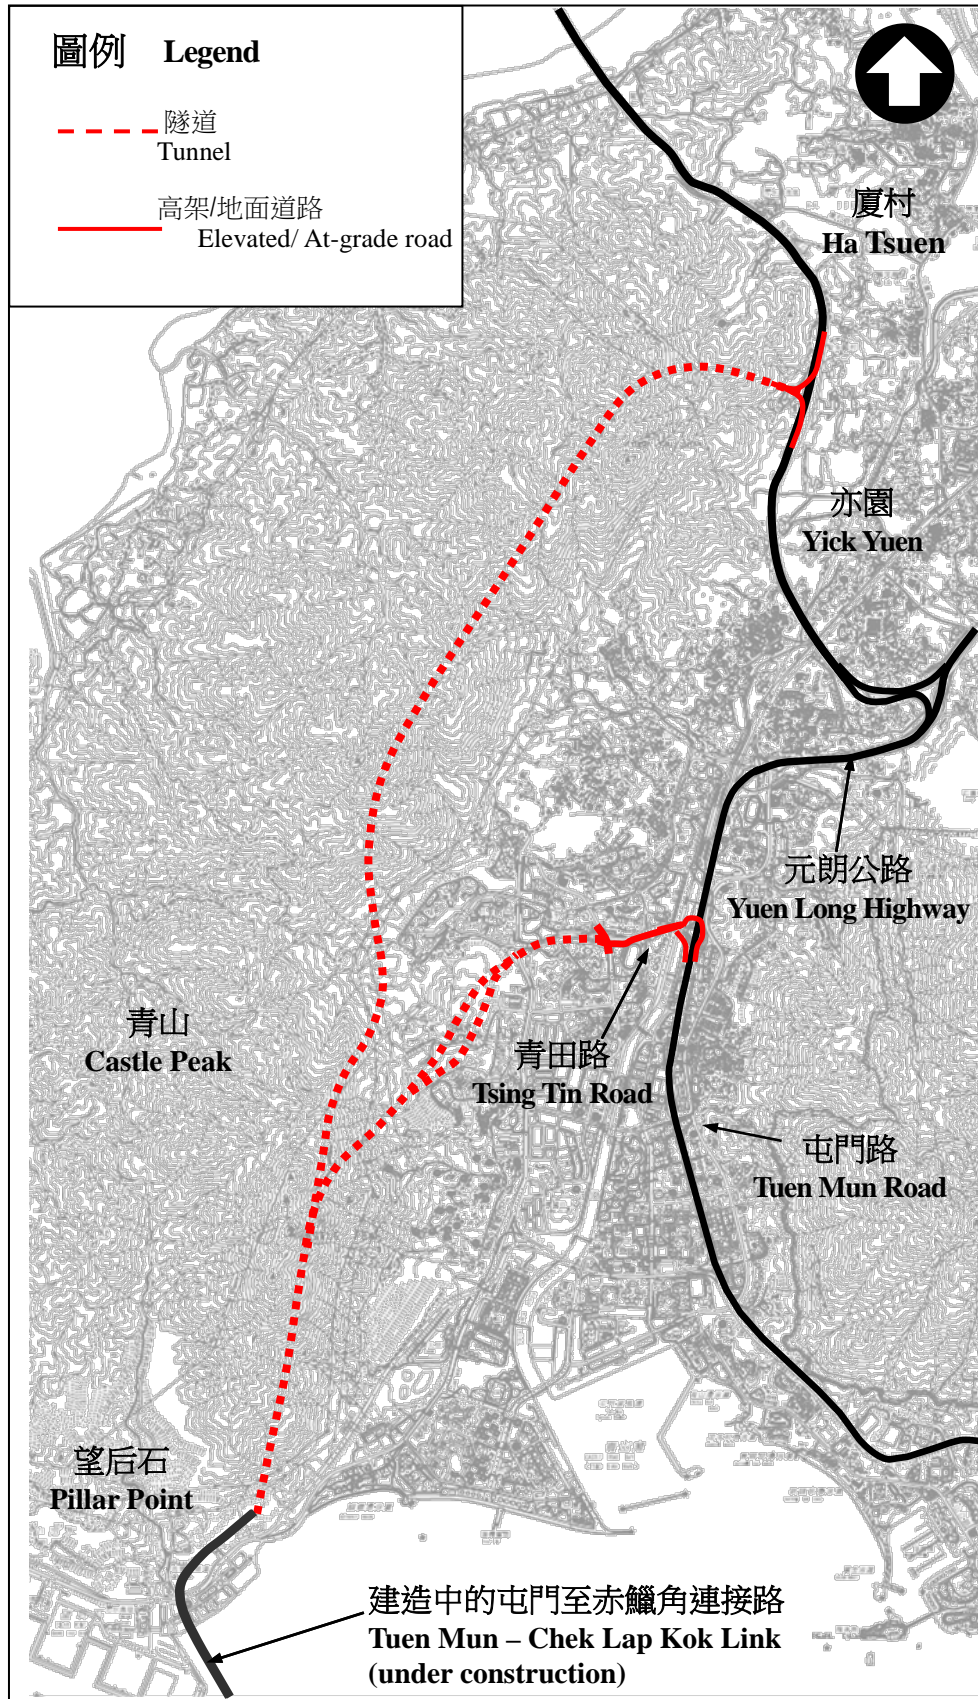 圖例 Legend
隧道
Tunnel
高架/地面道路
Elevated/ At-grade road
廈村
Ha Tsuen
亦園
Yick Yuen
元朗公路
Yuen Long Highway
青山
Castle Peak
青田路
Tsing Tin Road
屯門路
Tuen Mun Road
望后石
Pillar Point
建造中的屯門至赤鱲角連接路
Tuen Mun – Chek Lap Kok Link
(under construction)